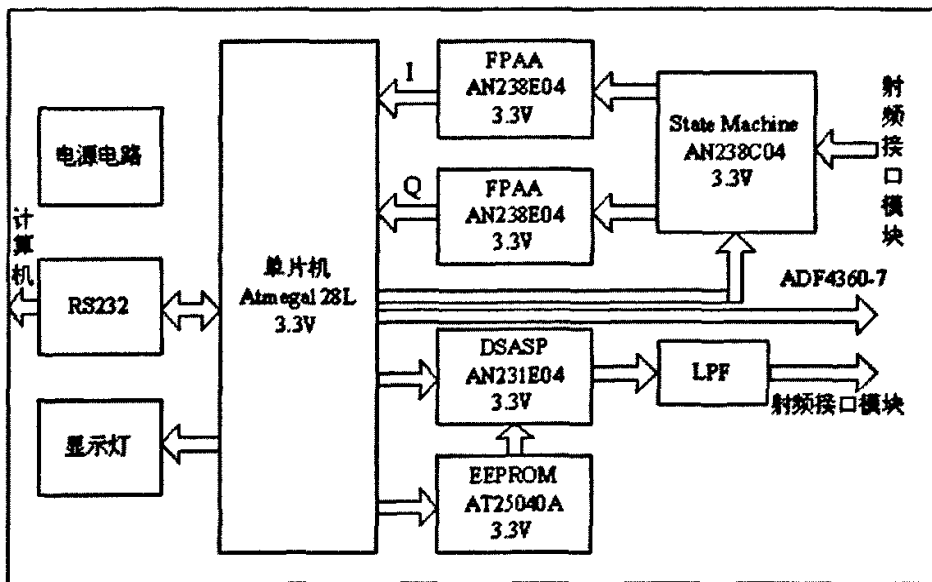 电源电路
计算机
RS232
显示灯
单片机
Atmegal 28L
3.3V
I
FPAA
AN238E04
3.3V
Q
FPAA
AN238E04
3.3V
State Machine
AN238C04
3.3V
射频接口模块
ADF4360-7
DSASP
AN231E04
3.3V
LPF
射频接口模块
EEPROM
AT25040A
3.3V